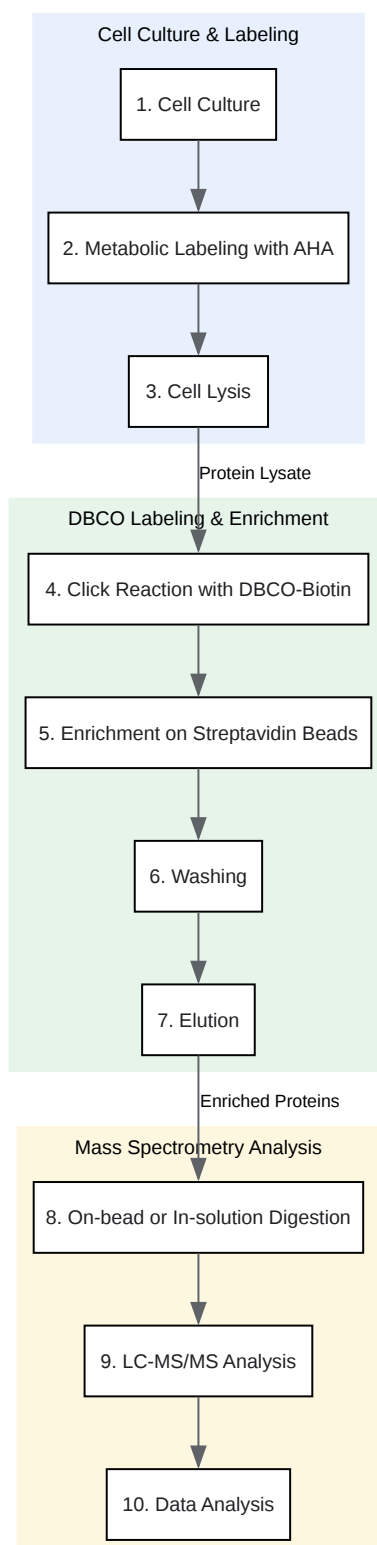 Cell Culture & Labeling
1. Cell Culture
2. Metabolic Labeling with AHA
3. Cell Lysis
Protein Lysate
DBCO Labeling & Enrichment
4. Click Reaction with DBCO-Biotin
5. Enrichment on Streptavidin Beads
6. Washing
7. Elution
Enriched Proteins
Mass Spectrometry Analysis
8. On-bead or In-solution Digestion
9. LC-MS/MS Analysis
10. Data Analysis